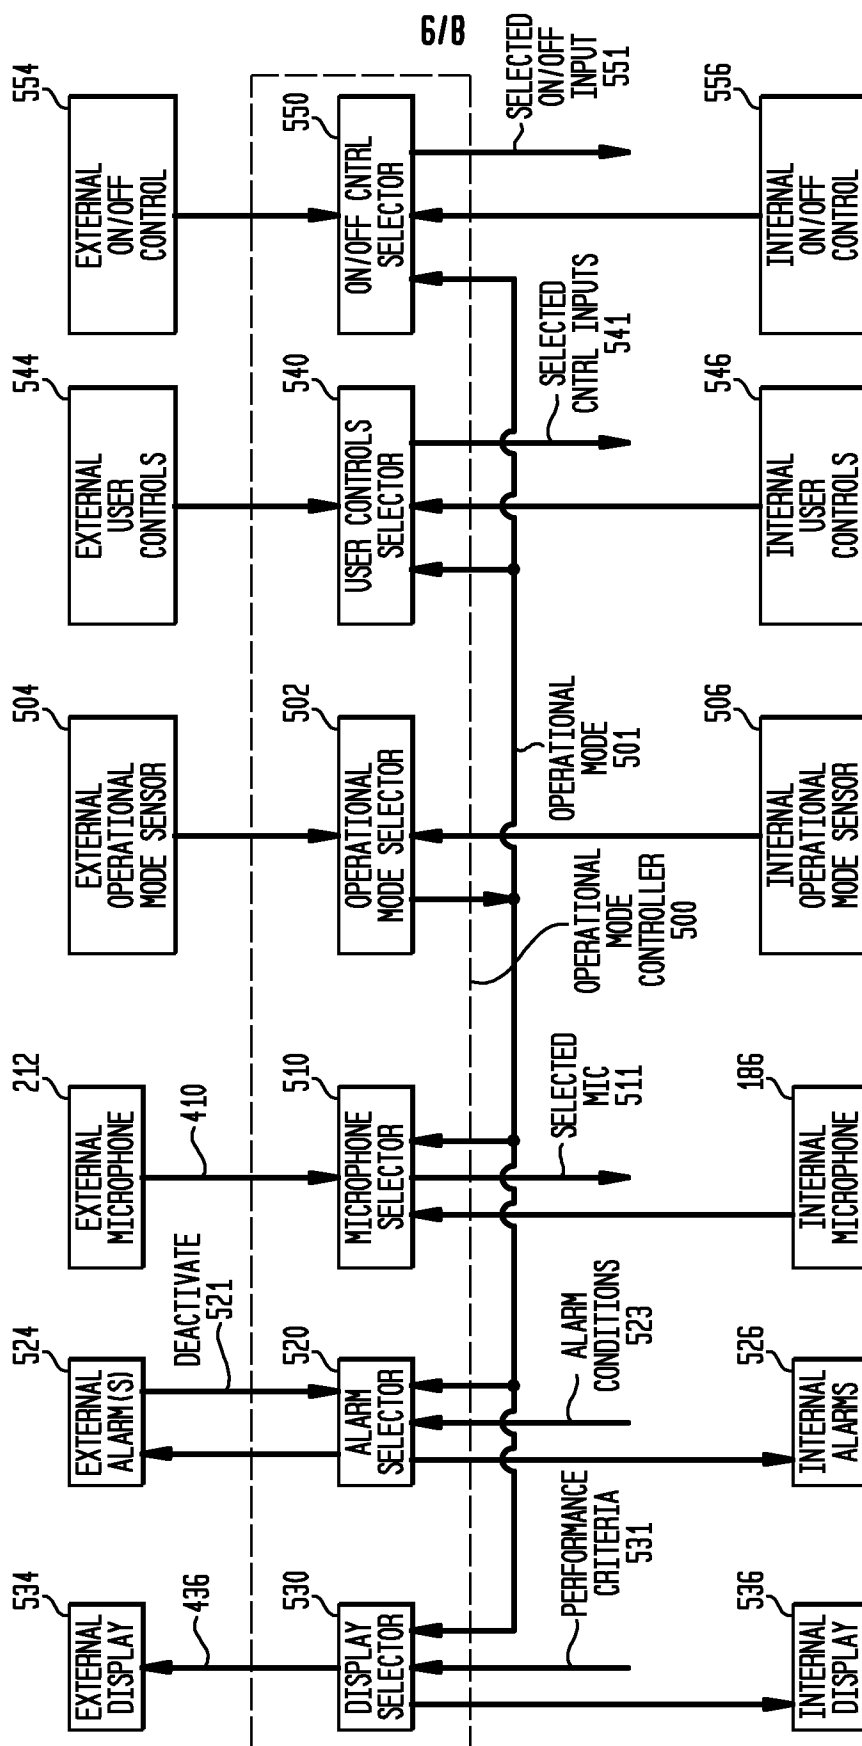 6/8
554
EXTERNAL
ON/OFF
CONTROL
550
ON/OFF CNTRL
SELECTOR
SELECTED
ON/OFF
INPUT
551
556
INTERNAL
ON/OFF
CONTROL
544
EXTERNAL
USER
CONTROLS
540
USER CONTROLS
SELECTOR
SELECTED
CNTRL INPUTS
541
546
INTERNAL
USER
CONTROLS
504
EXTERNAL
OPERATIONAL
MODE SENSOR
502
OPERATIONAL
MODE SELECTOR
OPERATIONAL
MODE
501
506
INTERNAL
OPERATIONAL
MODE SENSOR
OPERATIONAL
MODE
CONTROLLER
500
212
EXTERNAL
MICROPHONE
410
510
MICROPHONE
SELECTOR
SELECTED
MIC
511
186
INTERNAL
MICROPHONE
524
EXTERNAL
ALARM(S)
DEACTIVATE
521
520
ALARM
SELECTOR
ALARM
CONDITIONS
523
526
INTERNAL
ALARMS
534
EXTERNAL
DISPLAY
436
530
DISPLAY
SELECTOR
PERFORMANCE
CRITERIA
531
536
INTERNAL
DISPLAY